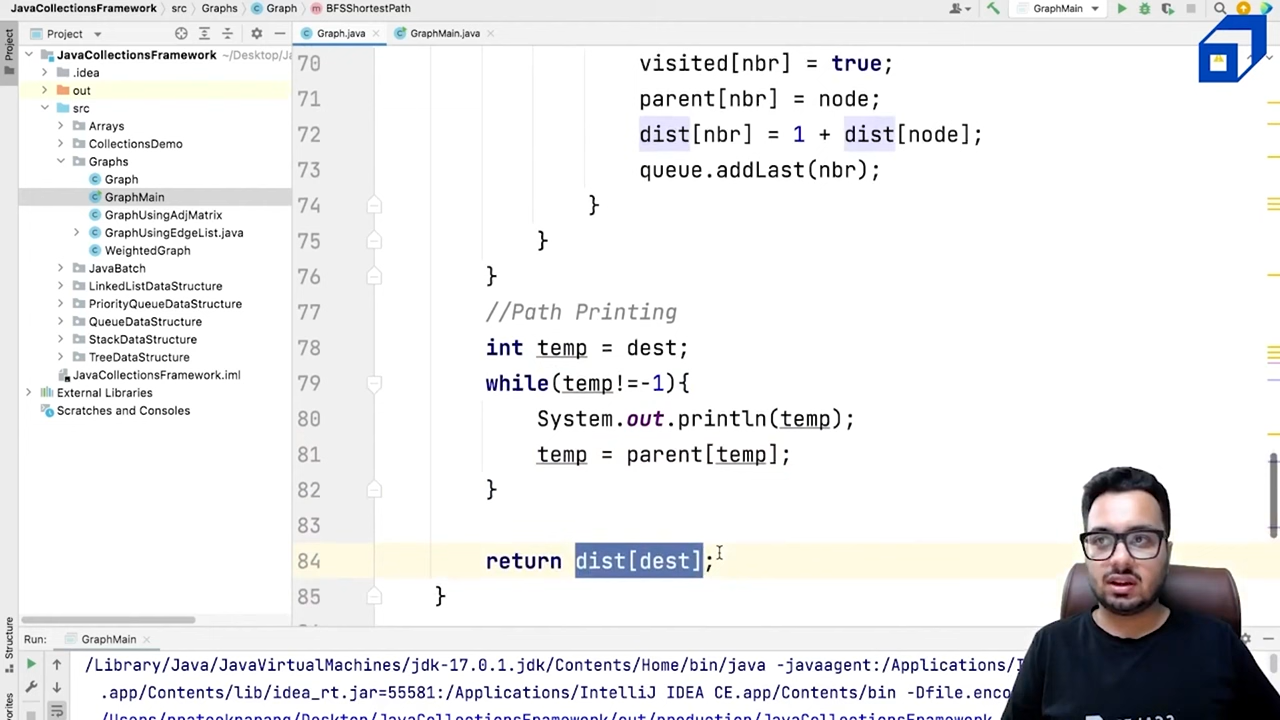 JavaCollectionsFramework > src > Graphs > Graph > BFSShortestPath
GraphMain
Project
Graph.java
GraphMain.java
Project
JavaCollectionsFramework ~/Desktop/Ja
.idea
out
src
Arrays
CollectionsDemo
Graphs
Graph
GraphMain
GraphUsingAdjMatrix
GraphUsingEdgeList.java
WeightedGraph
JavaBatch
LinkedListDataStructure
PriorityQueueDataStructure
QueueDataStructure
StackDataStructure
TreeDataStructure
JavaCollectionsFramework.iml
External Libraries
Scratches and Consoles
70 visited[nbr] = true;
71 parent[nbr] = node;
72 dist[nbr] = 1 + dist[node];
73 queue.addLast(nbr);
74 }
75 }
76 }
77 //Path Printing
78 int temp = dest;
79 while(temp!=-1){
80 System.out.println(temp);
81 temp = parent[temp];
82 }
83
84 return dist[dest];
85 }
Structure
Favorites
Run: GraphMain
/Library/Java/JavaVirtualMachines/jdk-17.0.1.jdk/Contents/Home/bin/java -javaagent:/Applications/I
.app/Contents/lib/idea_rt.jar=55581:/Applications/IntelliJ IDEA CE.app/Contents/bin -Dfile.enco